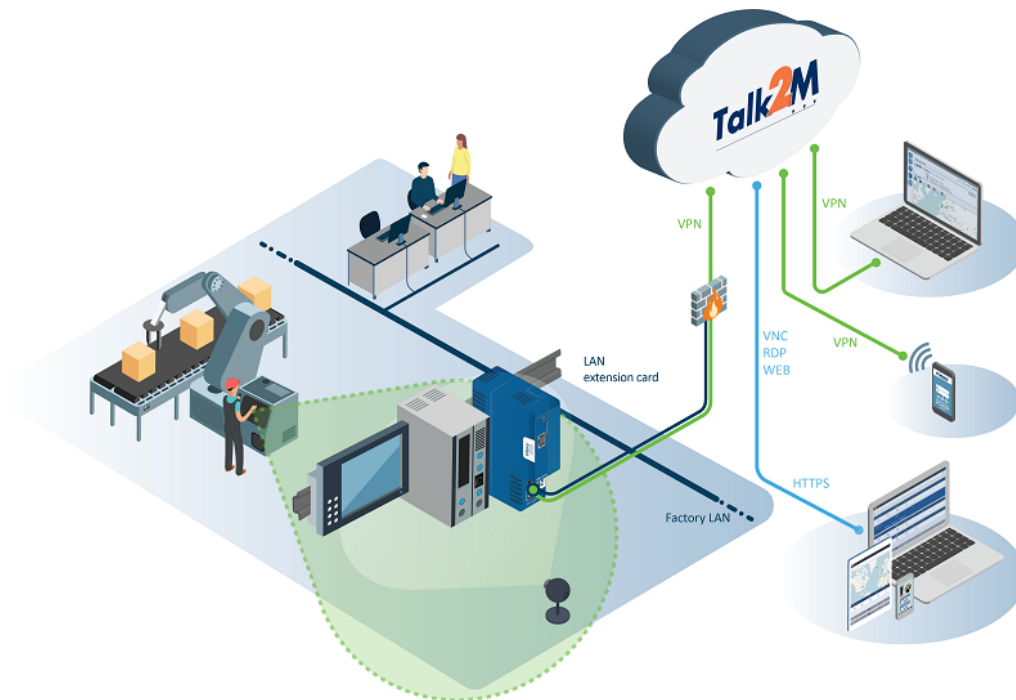 Talk2M
VPN
VPN
VNC
RDP
WEB
VPN
LAN
extension card
HTTPS
Factory LAN